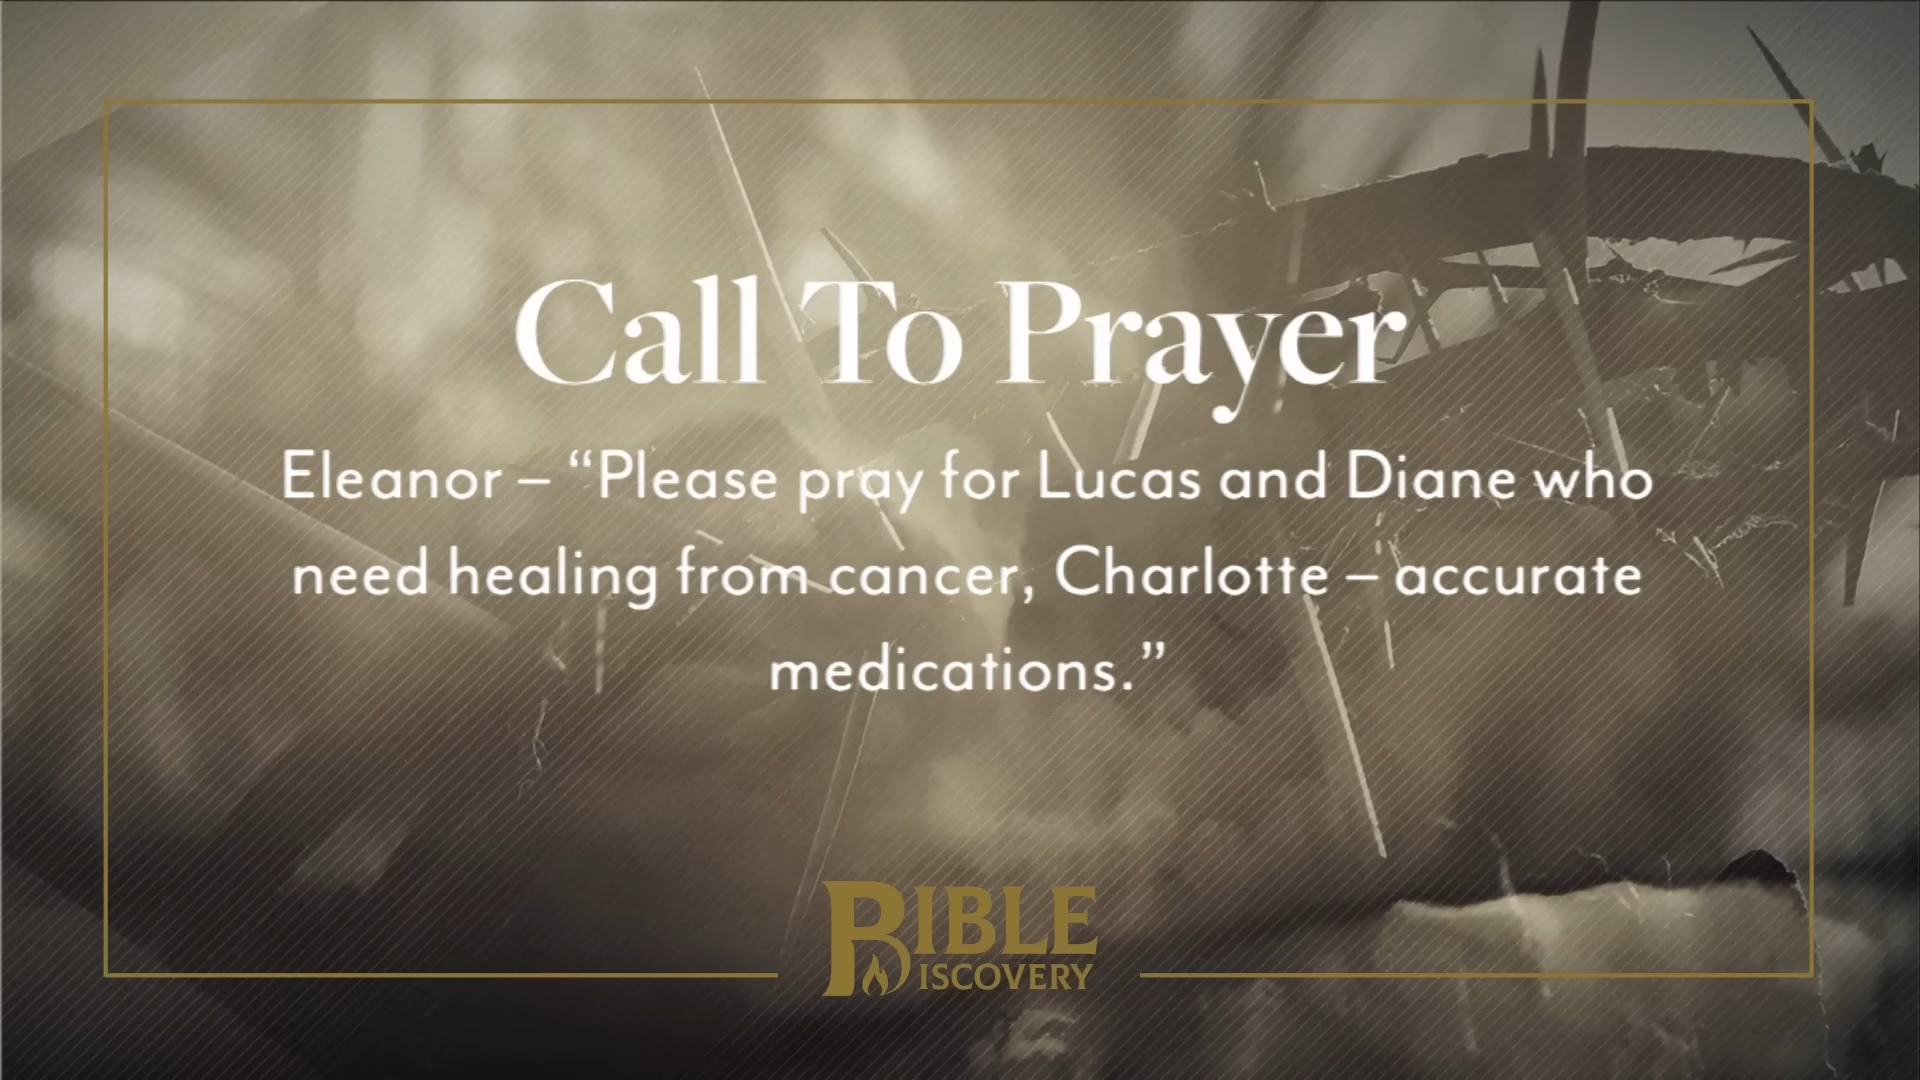 Call To Prayer
Eleanor – “Please pray for Lucas and Diane who
need healing from cancer, Charlotte – accurate
medications.”
BIBLE
DISCOVERY